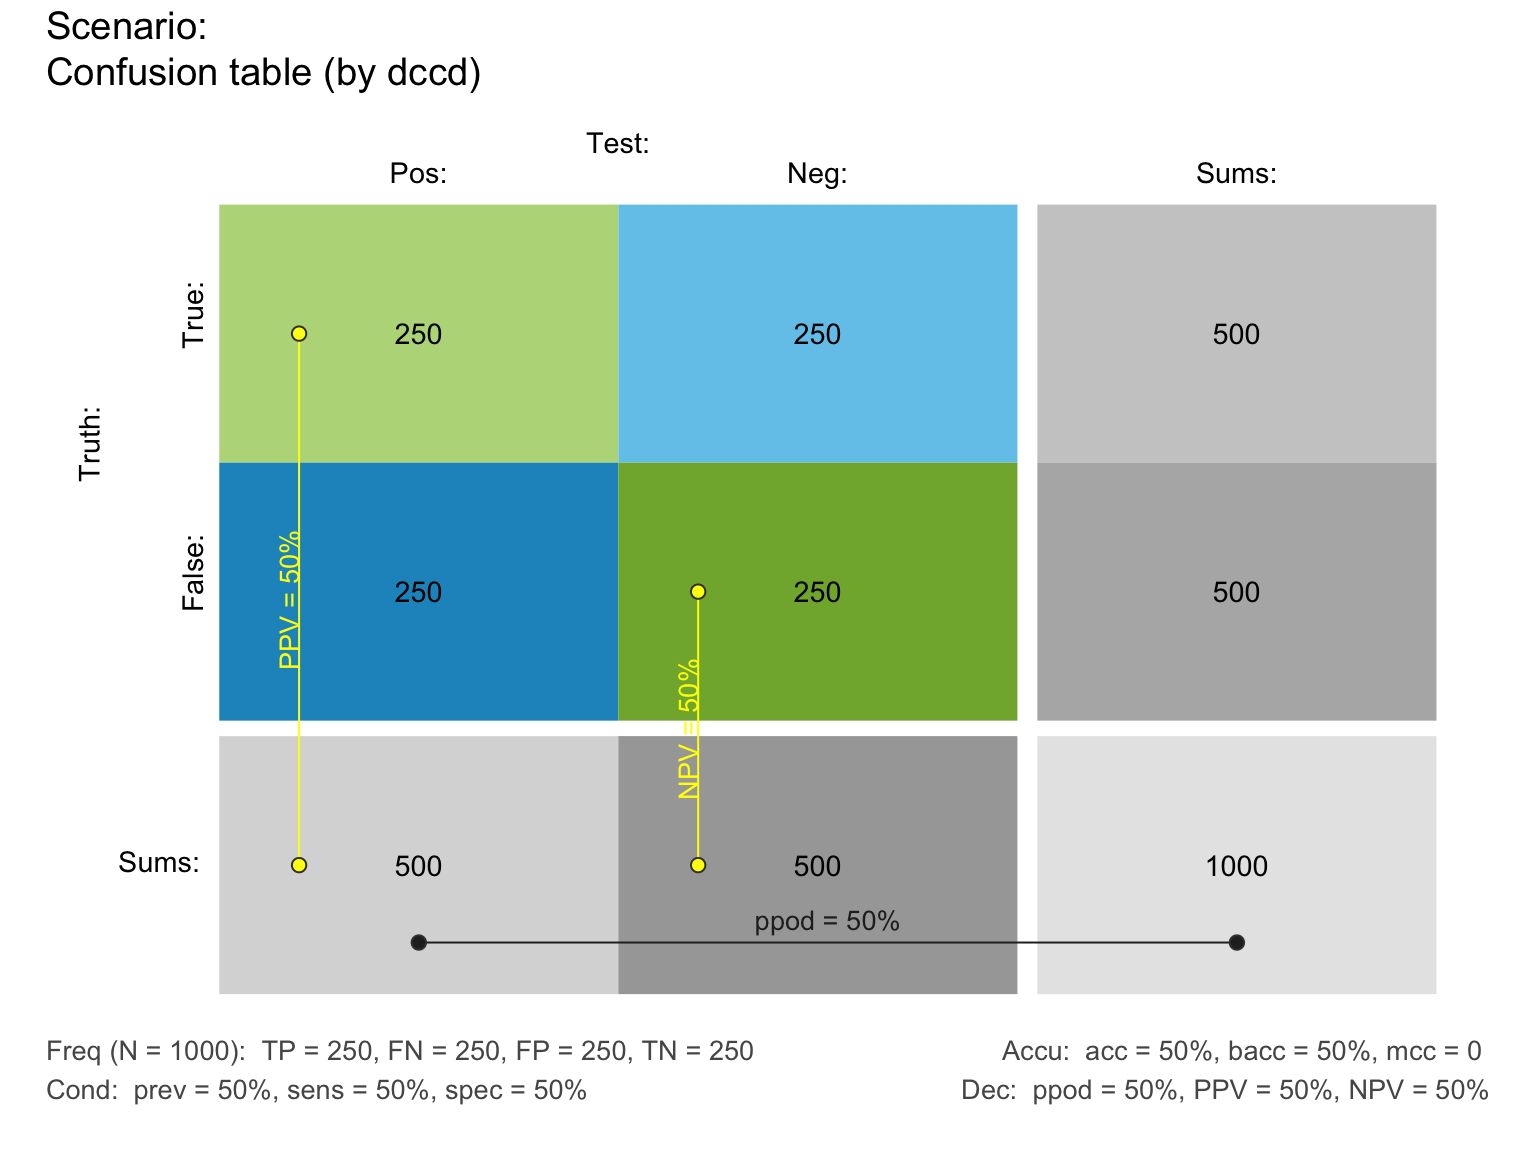 Scenario:
Confusion table (by dccd)
Test:
Pos: Neg: Sums:
Truth:
True:
250 250 500
False:
250 250 500
PPV = 50%
NPV = 50%
Sums:
500 500 1000
ppod = 50%
Freq (N = 1000): TP = 250, FN = 250, FP = 250, TN = 250
Accu: acc = 50%, bacc = 50%, mcc = 0
Cond: prev = 50%, sens = 50%, spec = 50%
Dec: ppod = 50%, PPV = 50%, NPV = 50%